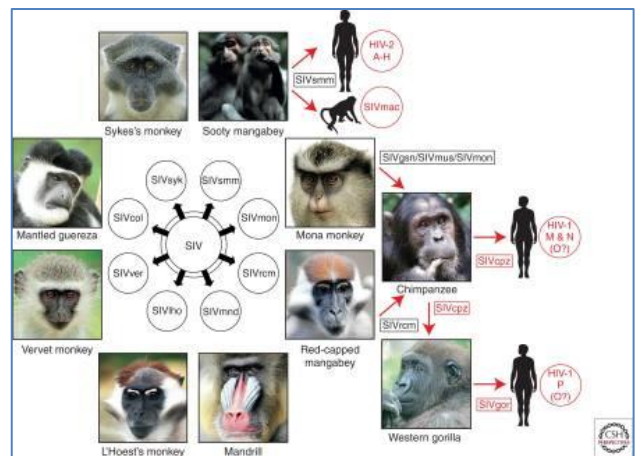 Sykes's monkey
Sooty mangabey
SIVsmm
HIV-2
A-H
SIVmac
Mantled guereza
SIVsyk
SIVsmm
SIVcol
SIVmon
SIV
SIVver
SIVrcm
SIVlho
SIVmnd
Mona monkey
SIVgsn/SIVmus/SIVmon
Chimpanzee
SIVcpz
HIV-1
M & N
(O?)
Vervet monkey
Red-capped
mangabey
SIVrcm
SIVcpz
L'Hoest's monkey
Mandrill
Western gorilla
SIVgor
HIV-1
P
(O?)
CSH
PERSPECTIVES